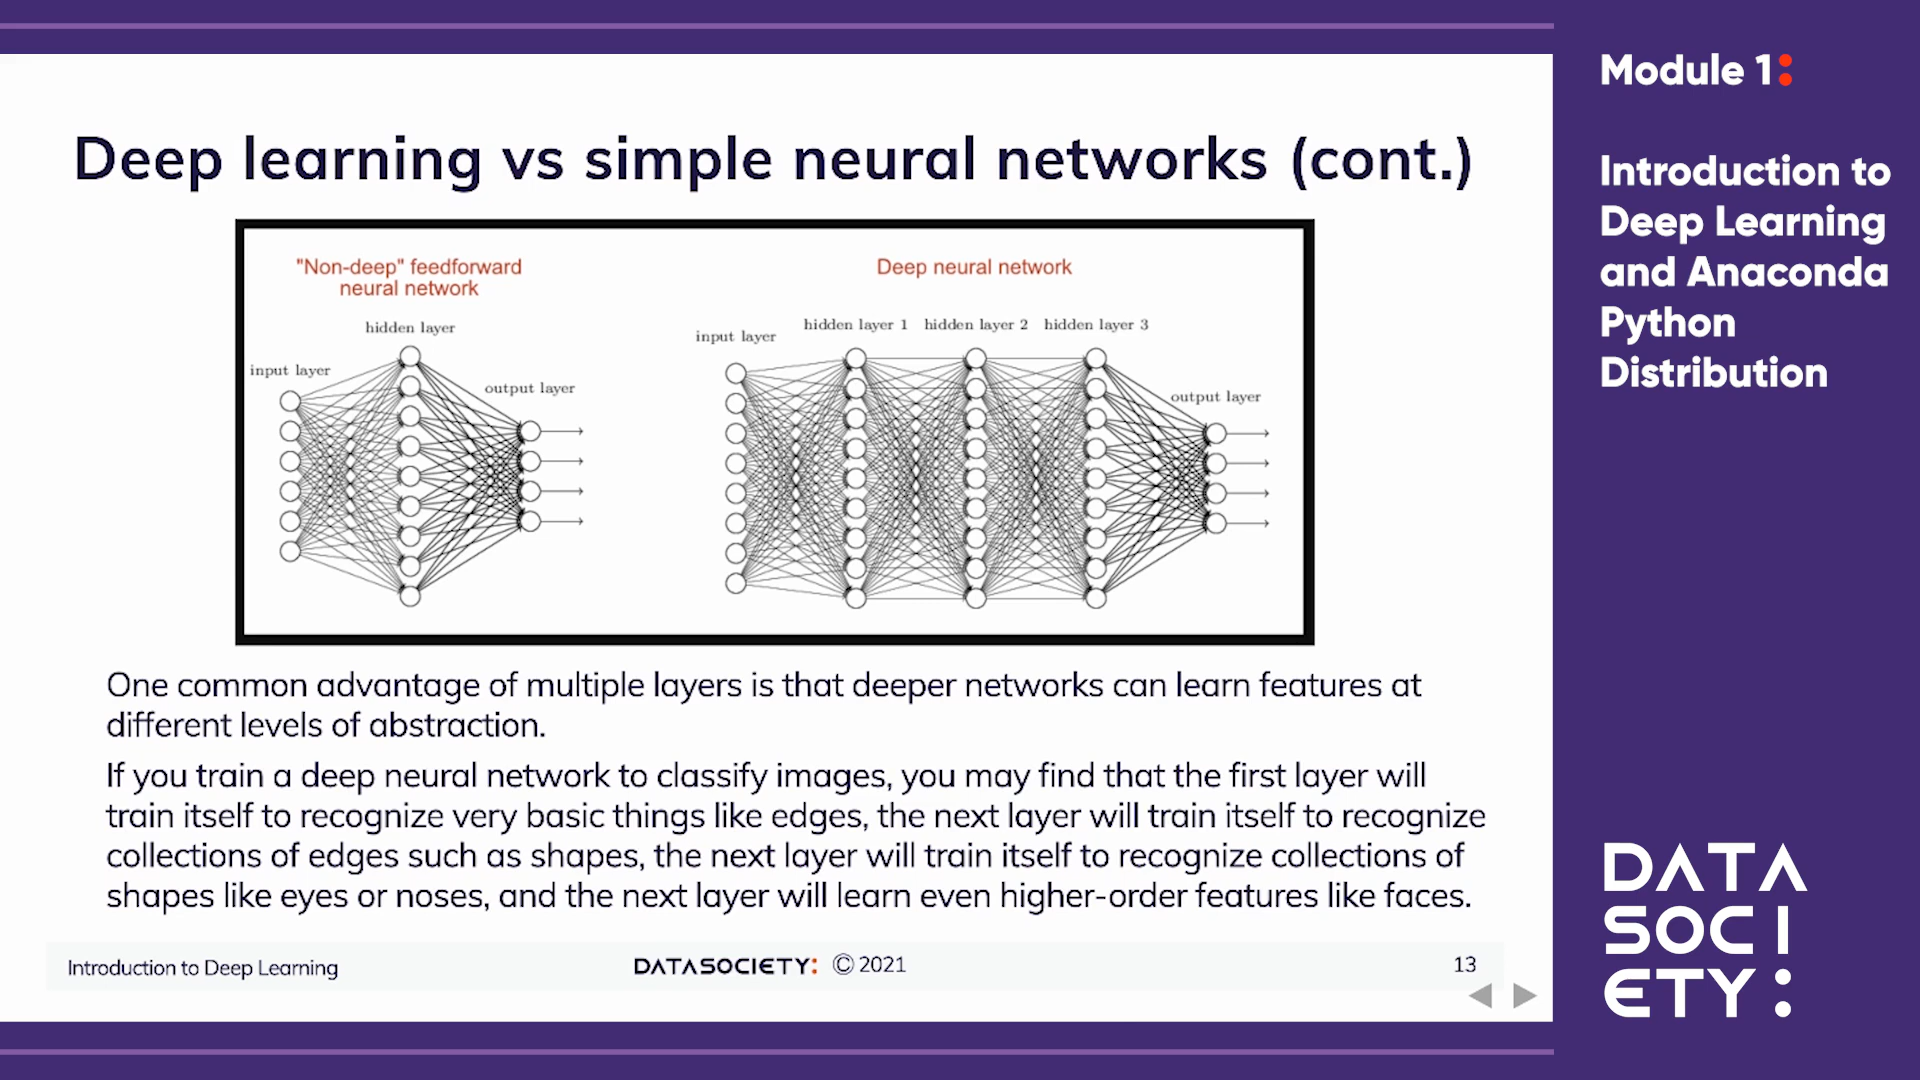 Deep learning vs simple neural networks (cont.)
"Non-deep" feedforward
neural network
hidden layer
input layer
output layer
Deep neural network
input layer
hidden layer 1 hidden layer 2 hidden layer 3
output layer
One common advantage of multiple layers is that deeper networks can learn features at
different levels of abstraction.
If you train a deep neural network to classify images, you may find that the first layer will
train itself to recognize very basic things like edges, the next layer will train itself to recognize
collections of edges such as shapes, the next layer will train itself to recognize collections of
shapes like eyes or noses, and the next layer will learn even higher-order features like faces.
Introduction to Deep Learning
DATASOCIETY: © 2021
13
Module 1:
Introduction to
Deep Learning
and Anaconda
Python
Distribution
DATA
SOCI
ETY: